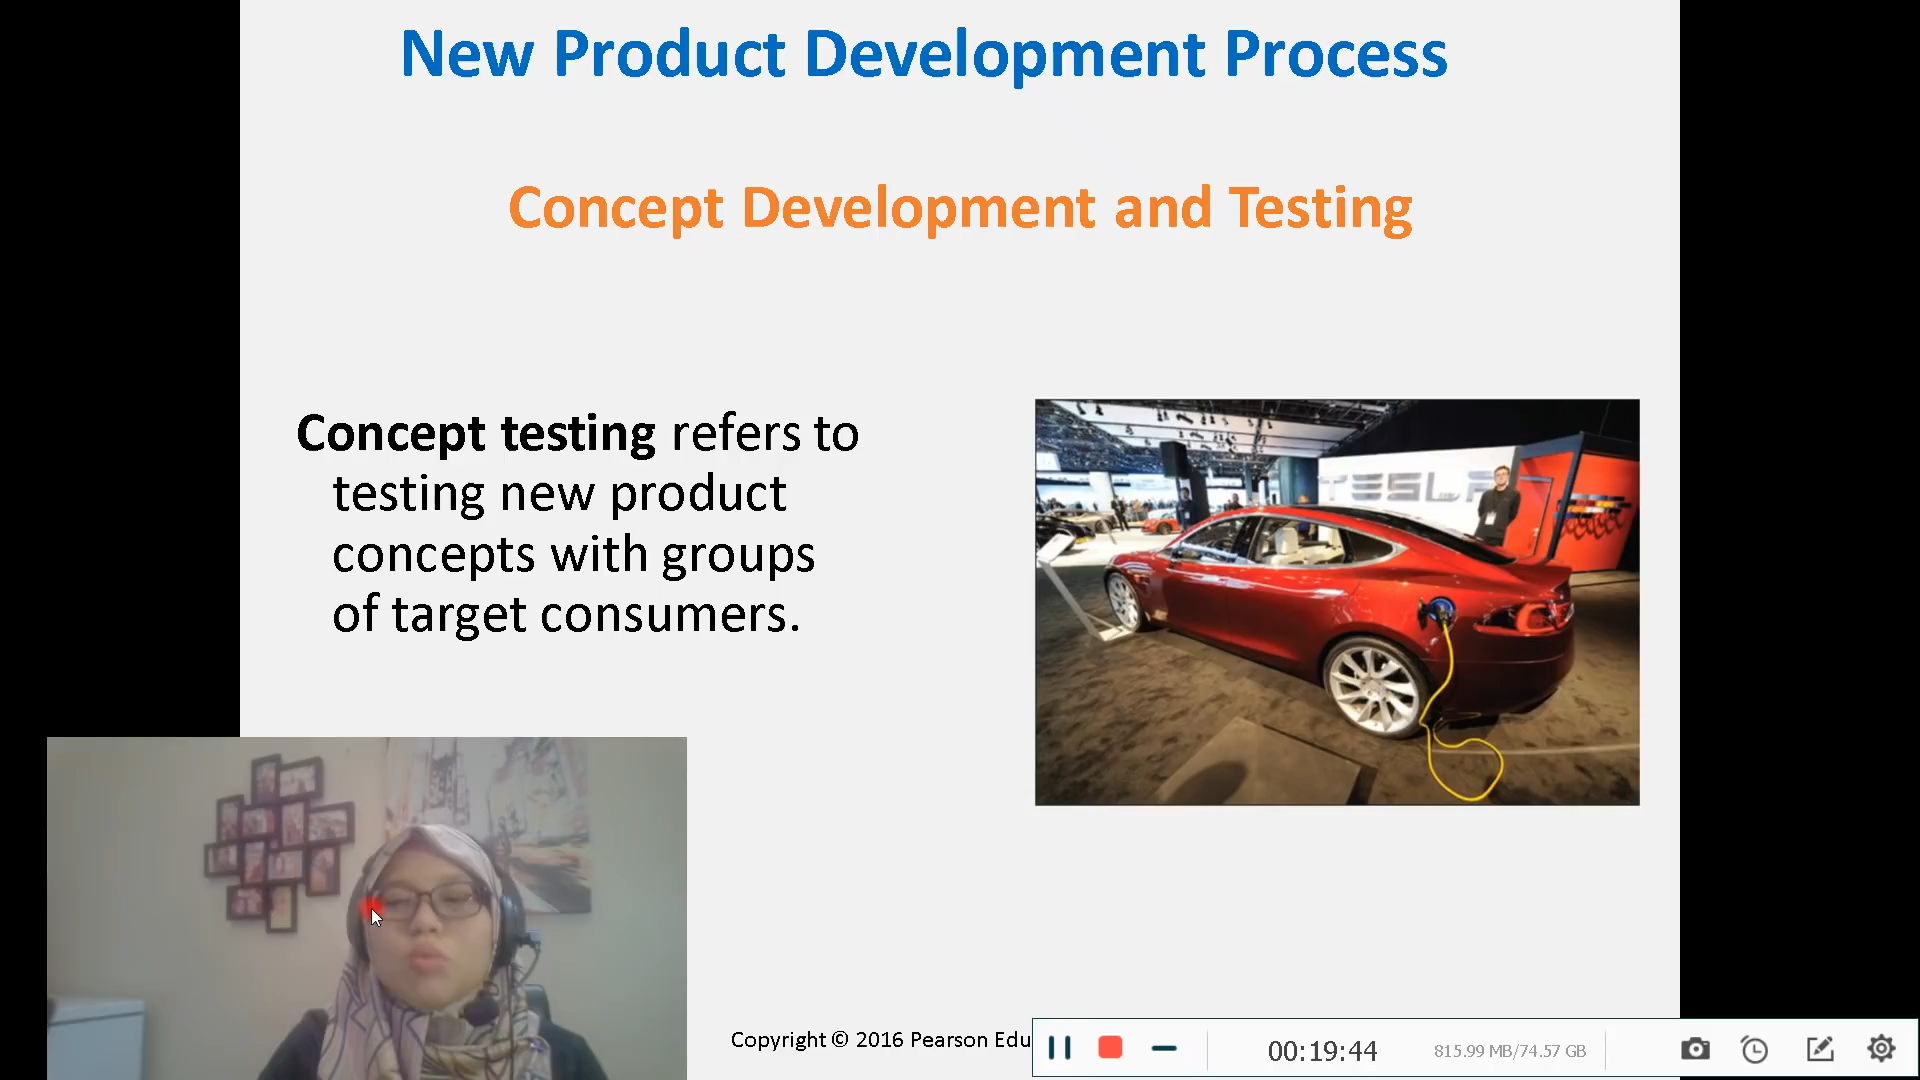 New Product Development Process
Concept Development and Testing
Concept testing refers to
testing new product
concepts with groups
of target consumers.
TESLA
Copyright © 2016 Pearson Edu
00:19:44
815.99 MB/74.57 GB